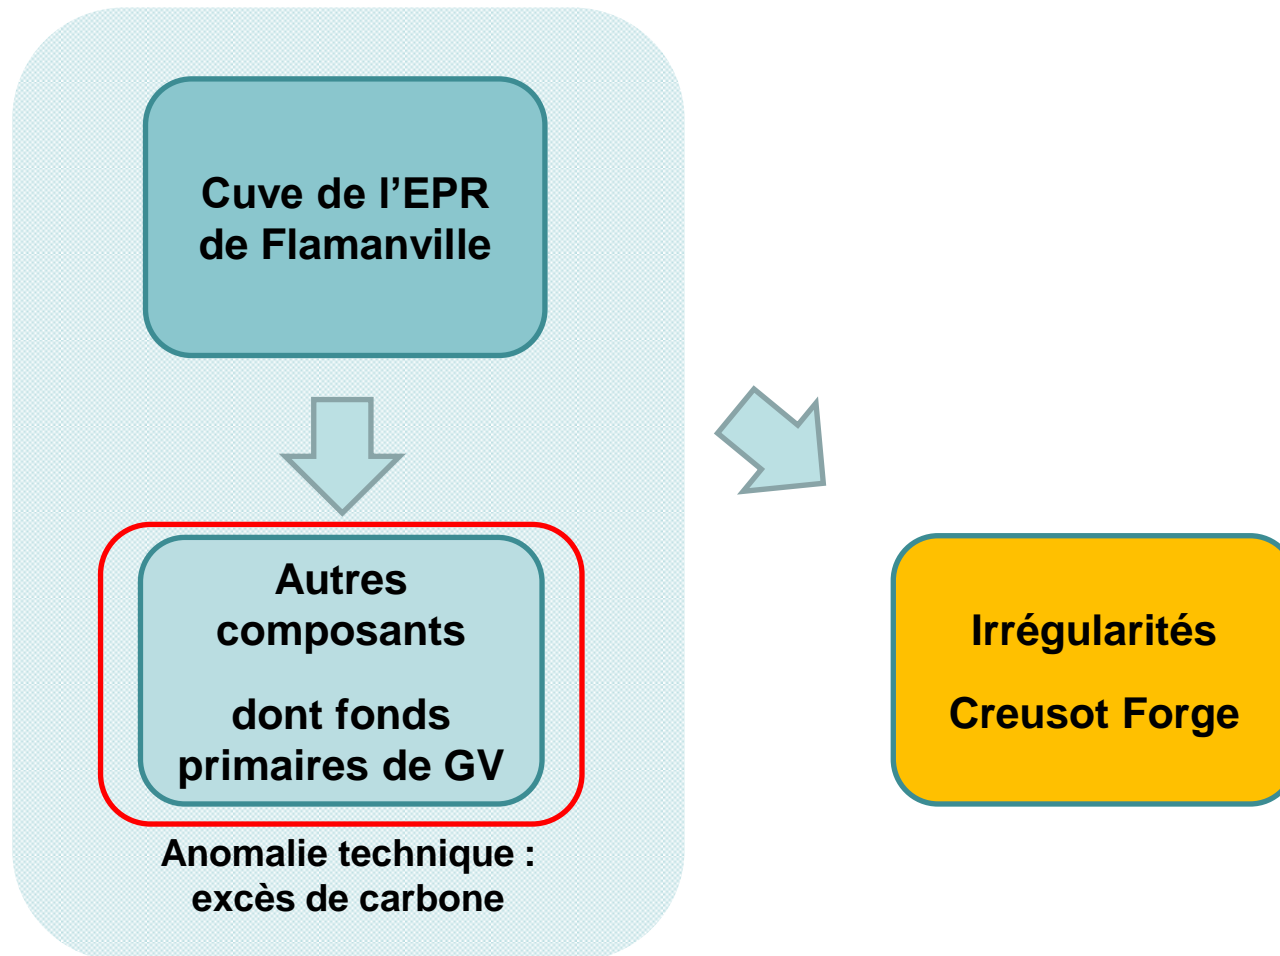 Cuve de l’EPR
de Flamanville
Autres
composants
dont fonds
primaires de GV
Anomalie technique :
excès de carbone
Irrégularités
Creusot Forge